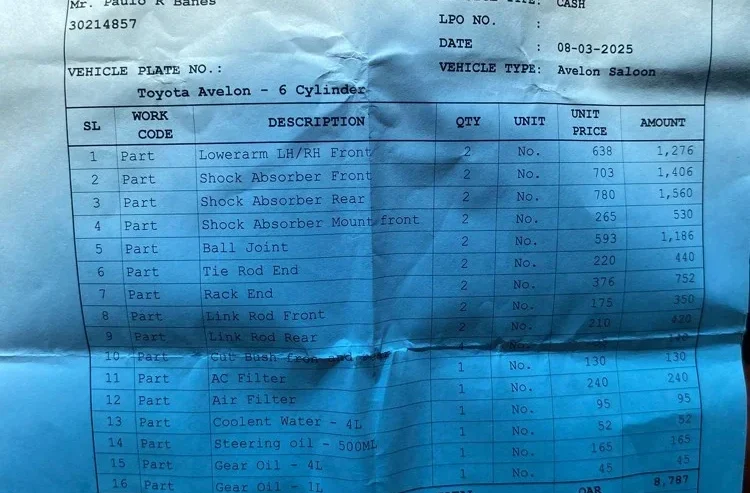 Mr. Paulo R Banes
CASH
30214857
LPO NO. :
DATE : 08-03-2025
VEHICLE PLATE NO.:
VEHICLE TYPE: Avelon Saloon
Toyota Avelon - 6 Cylinder
SL WORK CODE DESCRIPTION QTY UNIT UNIT PRICE AMOUNT
1 Part Lowerarm LH/RH Front 2 No. 638 1,276
2 Part Shock Absorber Front 2 No. 703 1,406
3 Part Shock Absorber Rear 2 No. 780 1,560
4 Part Shock Absorber Mount front 2 No. 265 530
5 Part Ball Joint 2 No. 593 1,186
6 Part Tie Rod End 2 No. 220 440
7 Part Rack End 2 No. 376 752
8 Part Link Rod Front 2 No. 175 350
9 Part Link Rod Rear 2 No. 210 420
10 Part Cut Bush No.
11 Part AC Filter 1 No. 130 130
12 Part Air Filter 1 No. 240 240
13 Part Coolent Water - 4L 1 No. 95 95
14 Part Steering oil - 500ML 1 No. 52 52
15 Part Gear Oil - 4L 1 No. 165 165
16 Part Gear Oil - 1L 1 No. 45 45
QAR 8,787